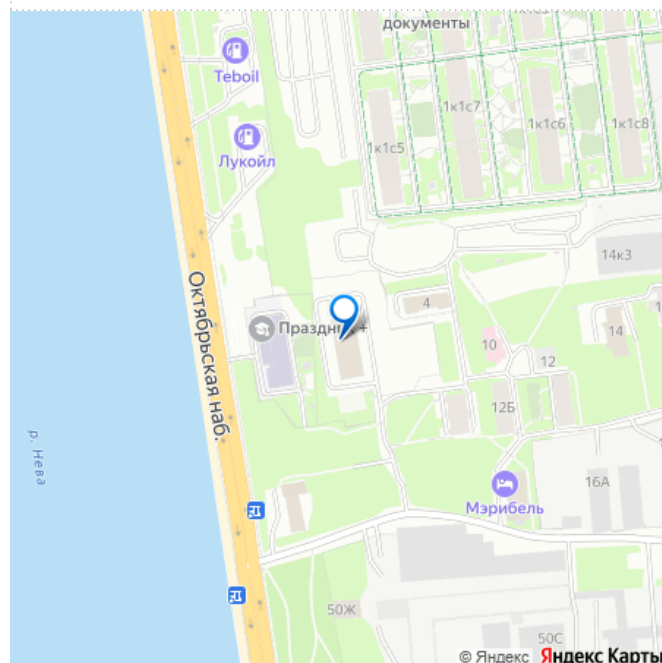 документы
Teboil
1к1с7
1к1с6
1к1с8
1к1с5
Лукойл
14к3
Октябрьская наб.
4
Праздник +
14
10
12
12Б
р. Нева
16А
Мэрибель
50Ж
50С
© Яндекс Яндекс Карты